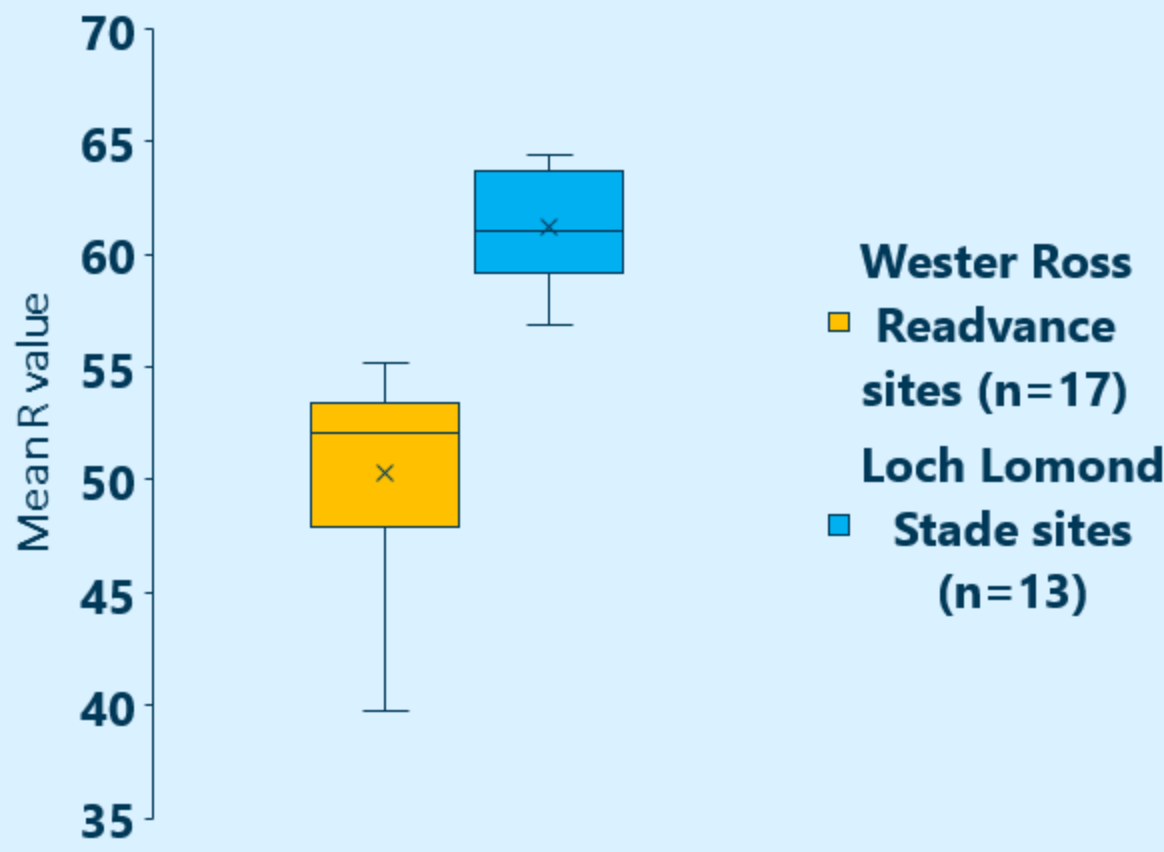 70
65
60
55
50
45
40
35
Mean R value
Wester Ross
Readvance
sites (n=17)
Loch Lomond
Stade sites
(n=13)